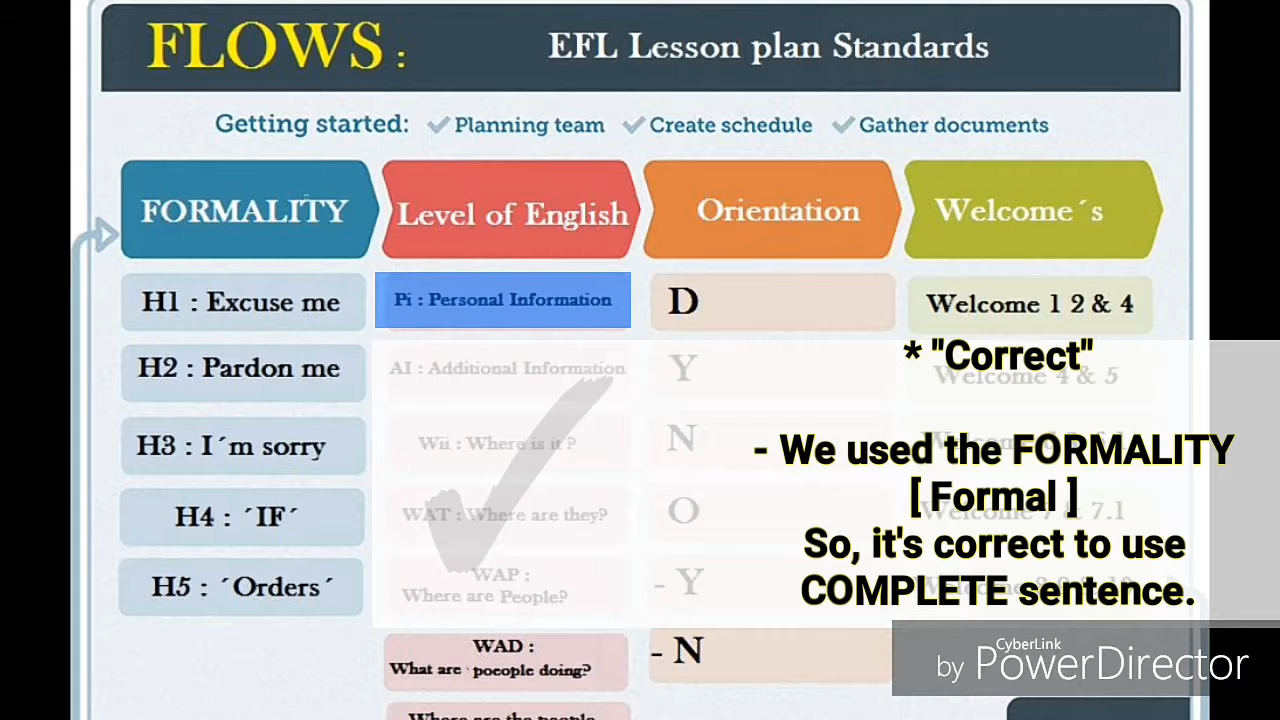 FLOWS :
EFL Lesson plan Standards
Getting started: Planning team Create schedule Gather documents
FORMALITY
Level of English
Orientation
Welcome´s
H1 : Excuse me
Pi : Personal Information
D
Welcome 1 2 & 4
H2 : Pardon me
AI : Additional Information
Y
Welcome 4 & 5
H3 : I´m sorry
Wii : Where is it ?
N
H4 : ´IF´
WAT : Where are they?
O
H5 : ´Orders´
WAP :
Where are People?
- Y
WAD :
What are poeople doing?
- N
Where are the people
* "Correct"
- We used the FORMALITY
[ Formal ]
So, it's correct to use
COMPLETE sentence.
CyberLink
by PowerDirector